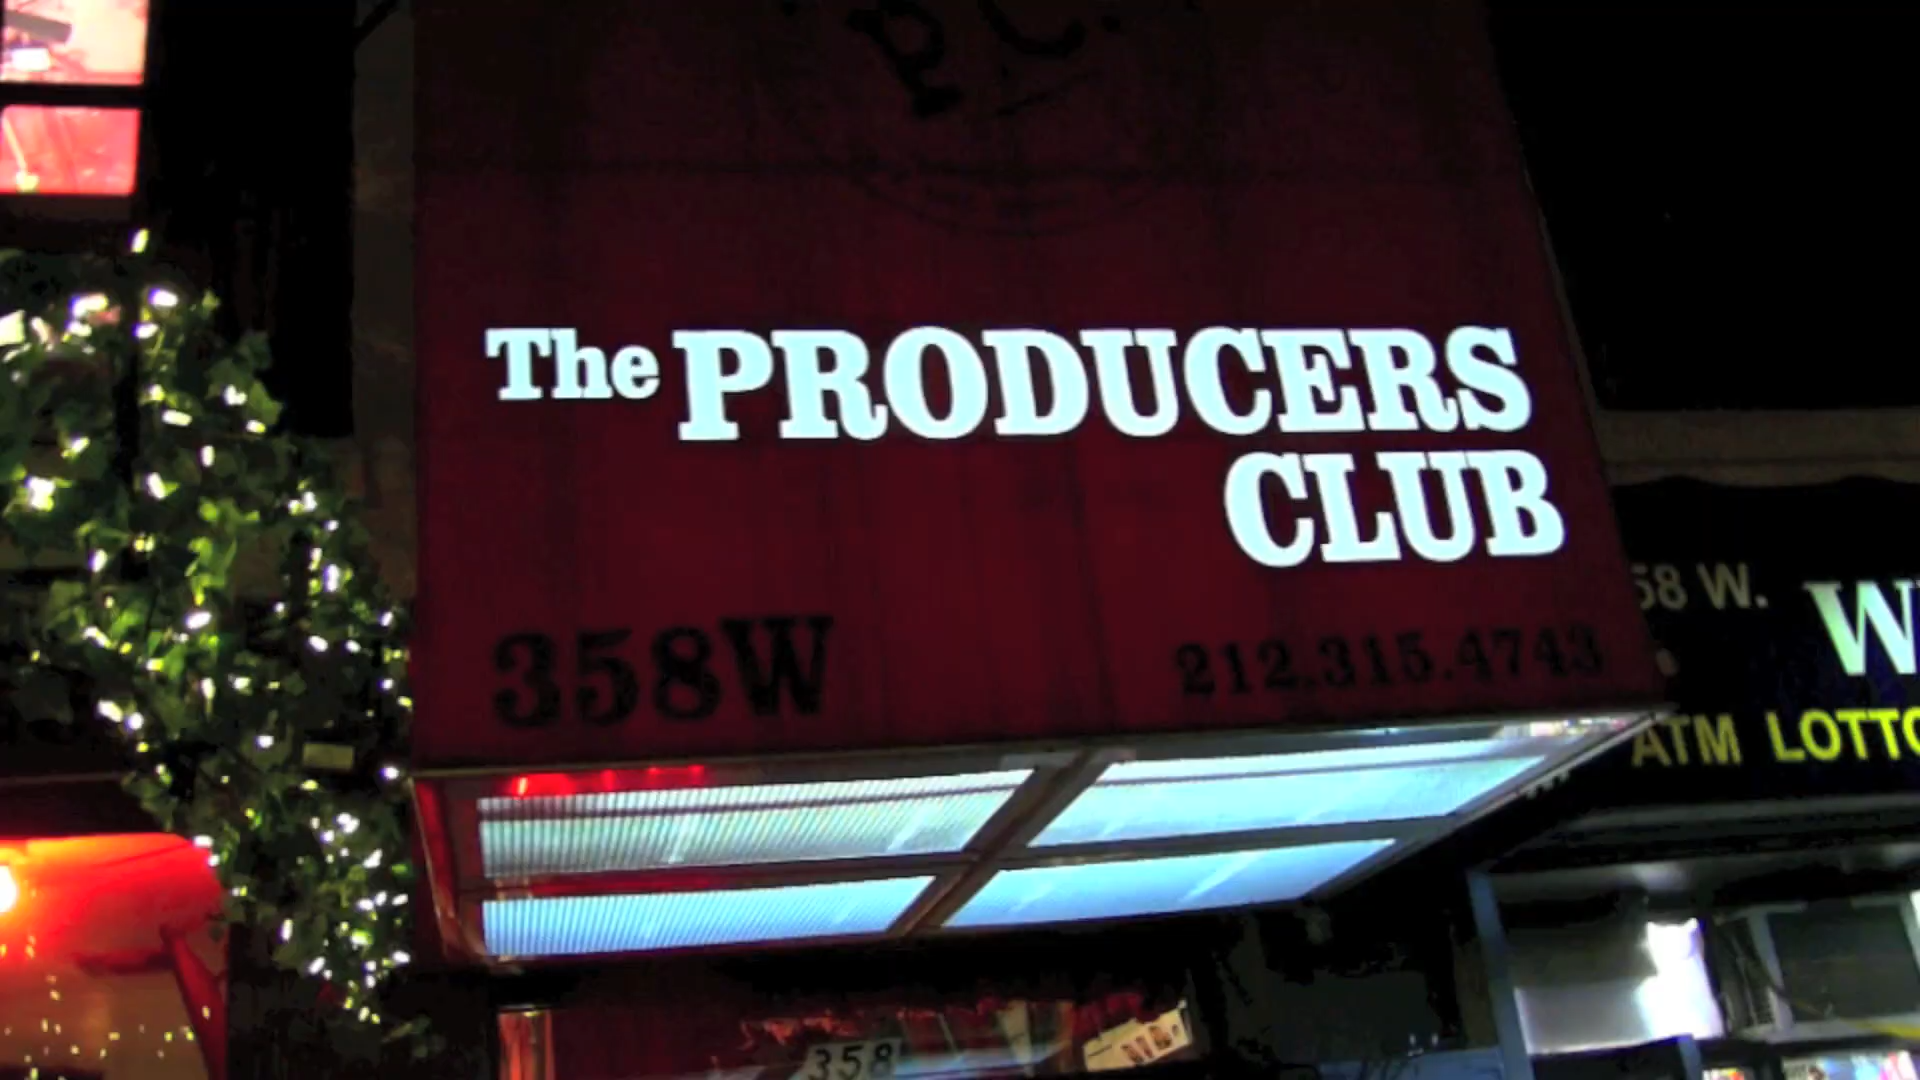 P.C.
The PRODUCERS
CLUB
358W
212.315.4743
58 W.
W
ATM LOTTO
358